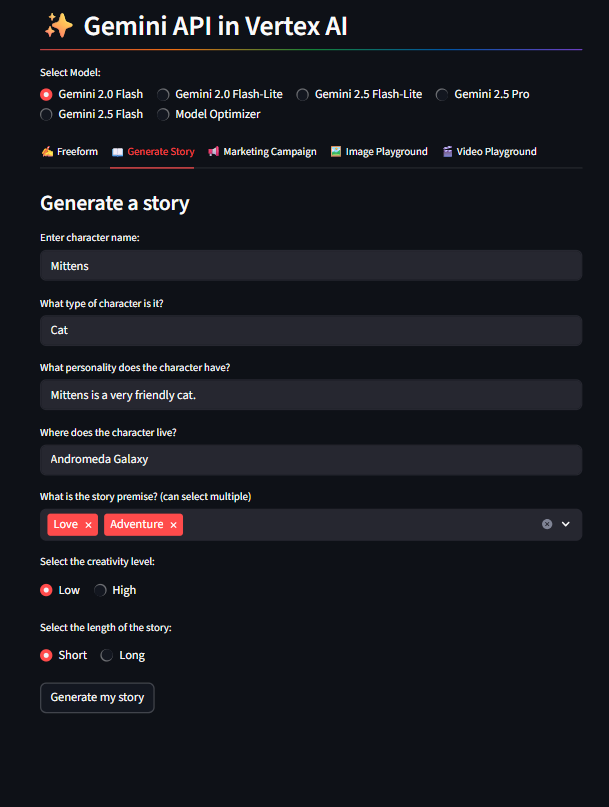 ✨ Gemini API in Vertex AI
Select Model:
Gemini 2.0 Flash Gemini 2.0 Flash-Lite Gemini 2.5 Flash-Lite Gemini 2.5 Pro
Gemini 2.5 Flash Model Optimizer
✍️ Freeform 📖 Generate Story 📢 Marketing Campaign 🖼️ Image Playground 🎬 Video Playground
Generate a story
Enter character name:
Mittens
What type of character is it?
Cat
What personality does the character have?
Mittens is a very friendly cat.
Where does the character live?
Andromeda Galaxy
What is the story premise? (can select multiple)
Love × Adventure ×
Select the creativity level:
Low High
Select the length of the story:
Short Long
Generate my story